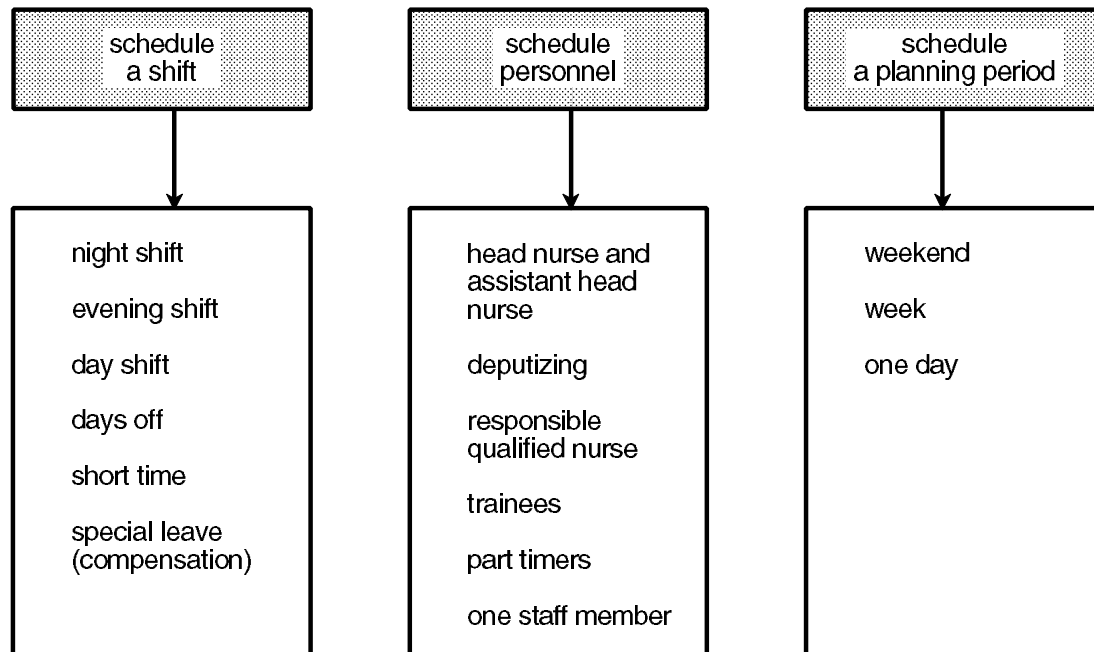 schedule
a shift
night shift
evening shift
day shift
days off
short time
special leave
(compensation)
schedule
personnel
head nurse and
assistant head
nurse
deputizing
responsible
qualified nurse
trainees
part timers
one staff member
schedule
a planning period
weekend
week
one day